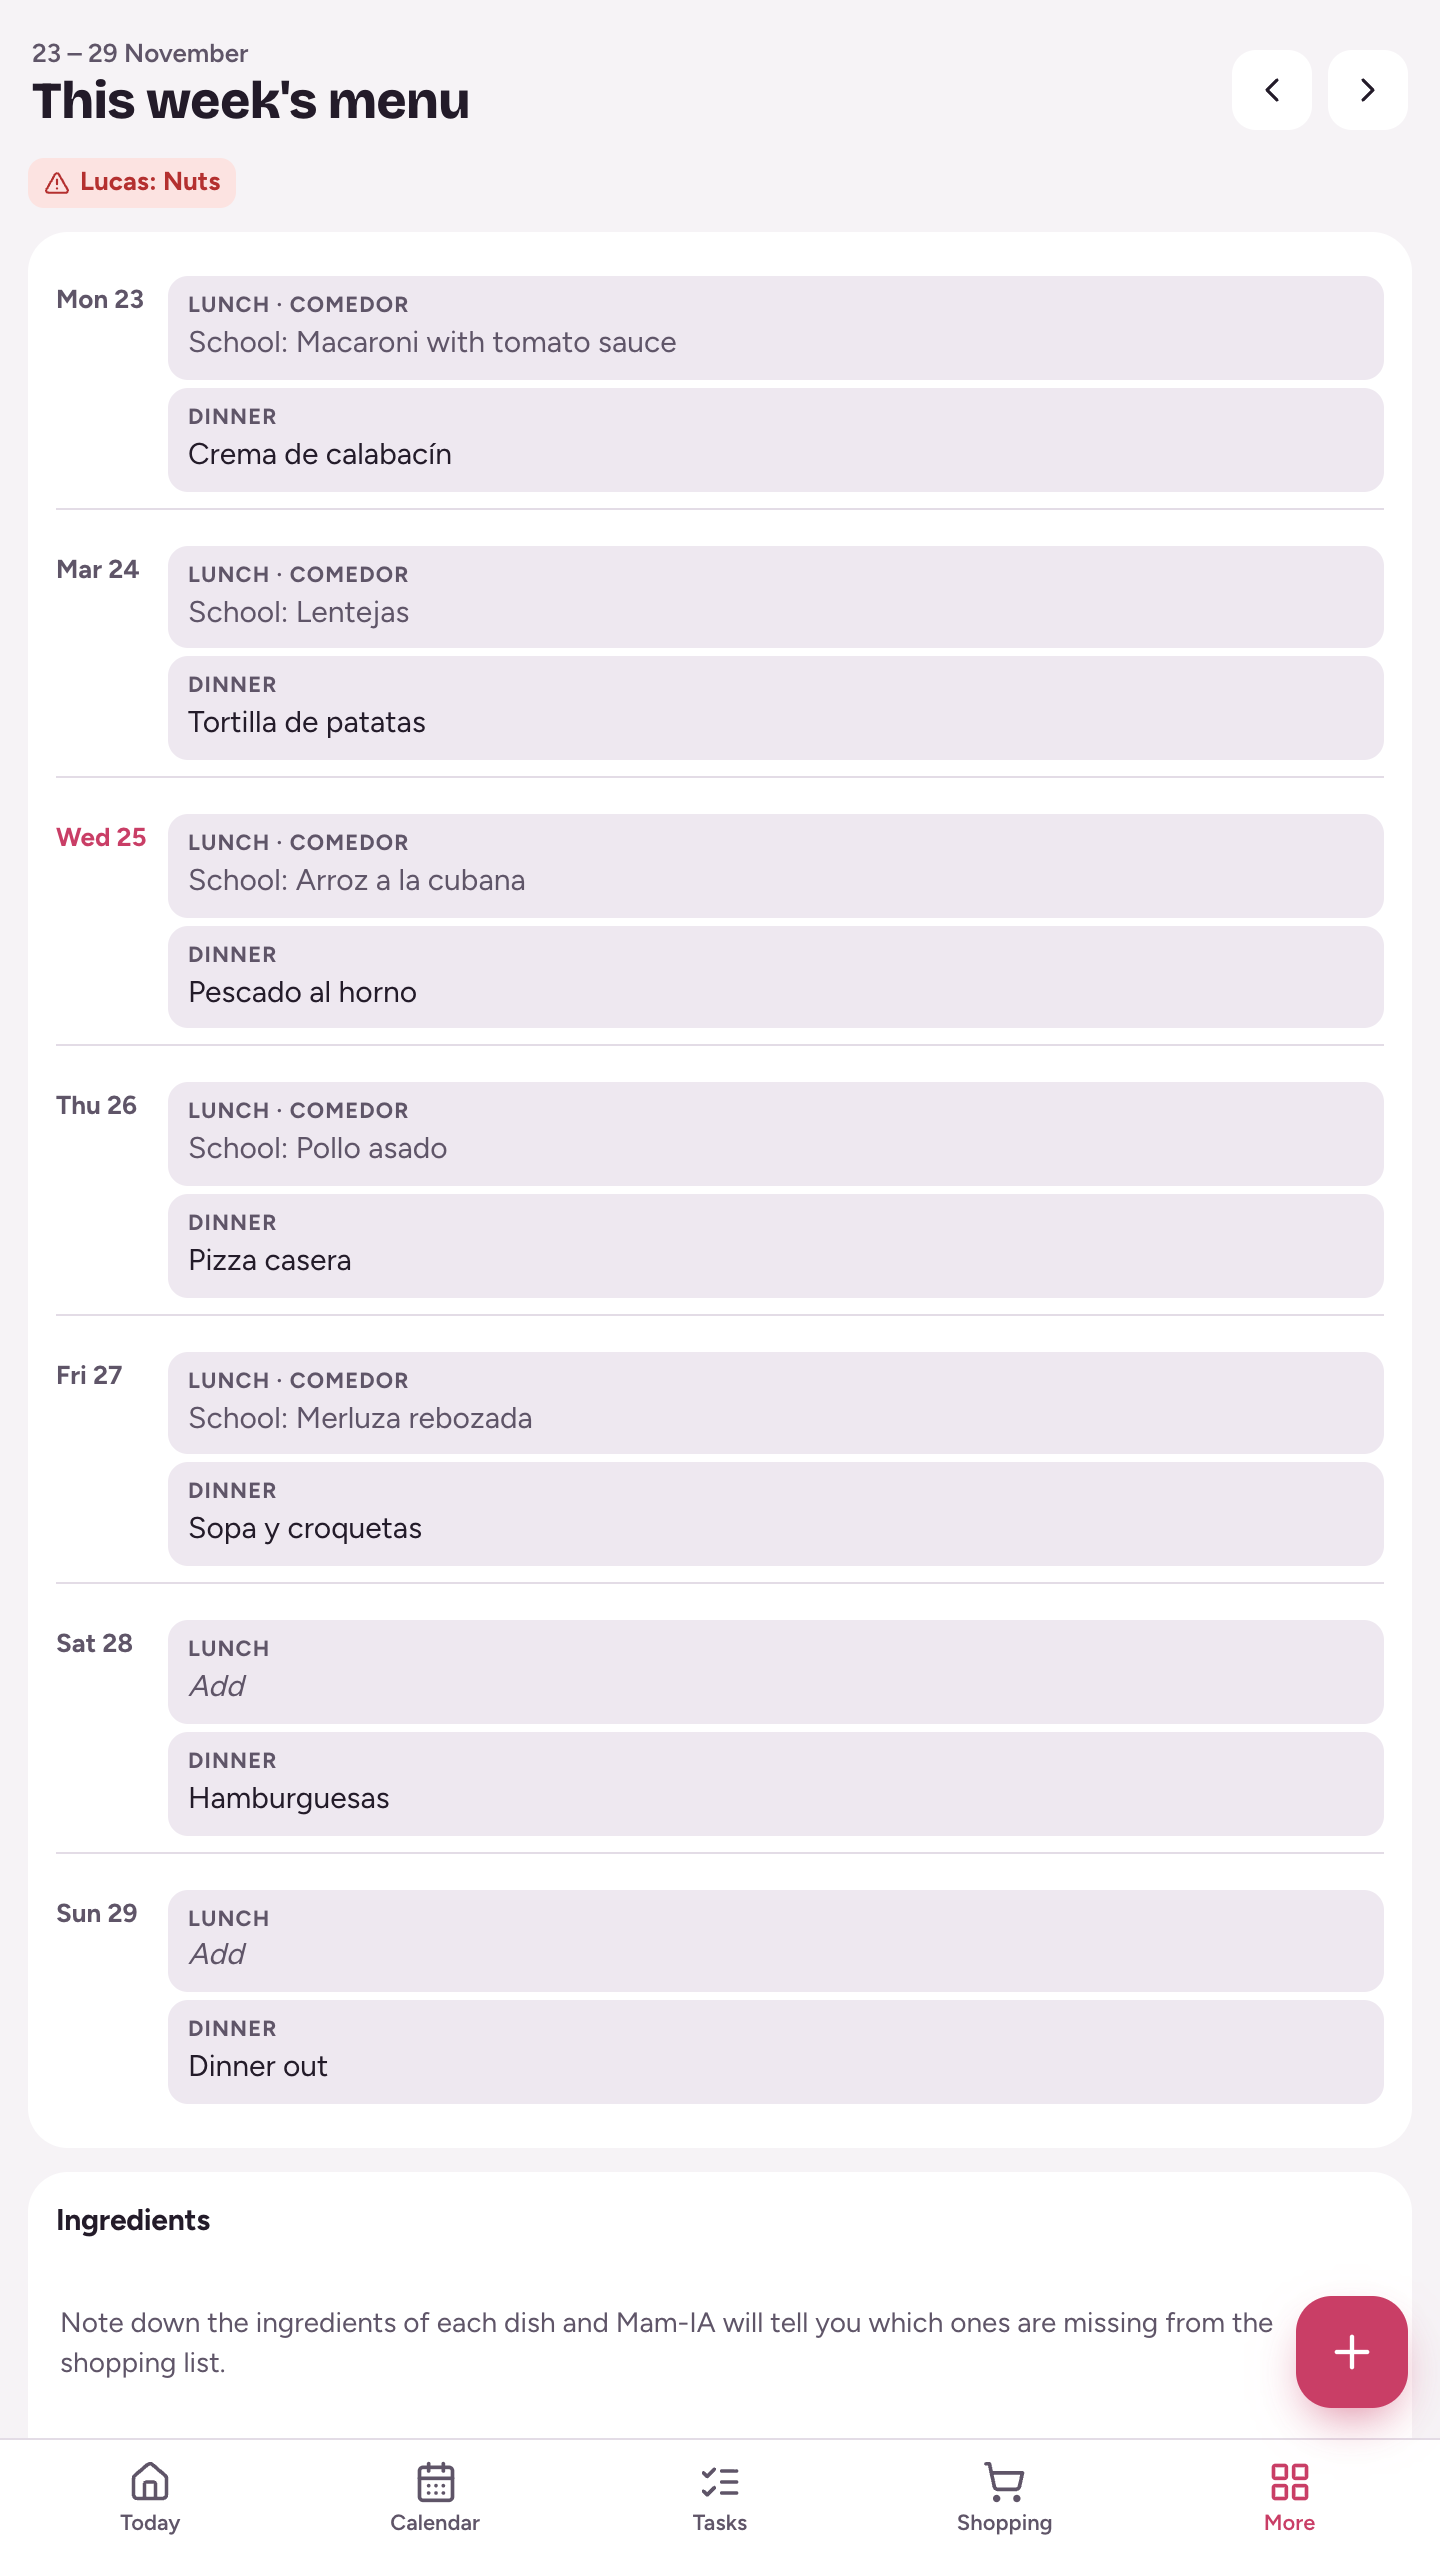 23 – 29 November
This week's menu
Lucas: Nuts
Mon 23
LUNCH · COMEDOR
School: Macaroni with tomato sauce
DINNER
Crema de calabacín
Mar 24
LUNCH · COMEDOR
School: Lentejas
DINNER
Tortilla de patatas
Wed 25
LUNCH · COMEDOR
School: Arroz a la cubana
DINNER
Pescado al horno
Thu 26
LUNCH · COMEDOR
School: Pollo asado
DINNER
Pizza casera
Fri 27
LUNCH · COMEDOR
School: Merluza rebozada
DINNER
Sopa y croquetas
Sat 28
LUNCH
Add
DINNER
Hamburguesas
Sun 29
LUNCH
Add
DINNER
Dinner out
Ingredients
Note down the ingredients of each dish and Mam-IA will tell you which ones are missing from the
shopping list.
Today
Calendar
Tasks
Shopping
More